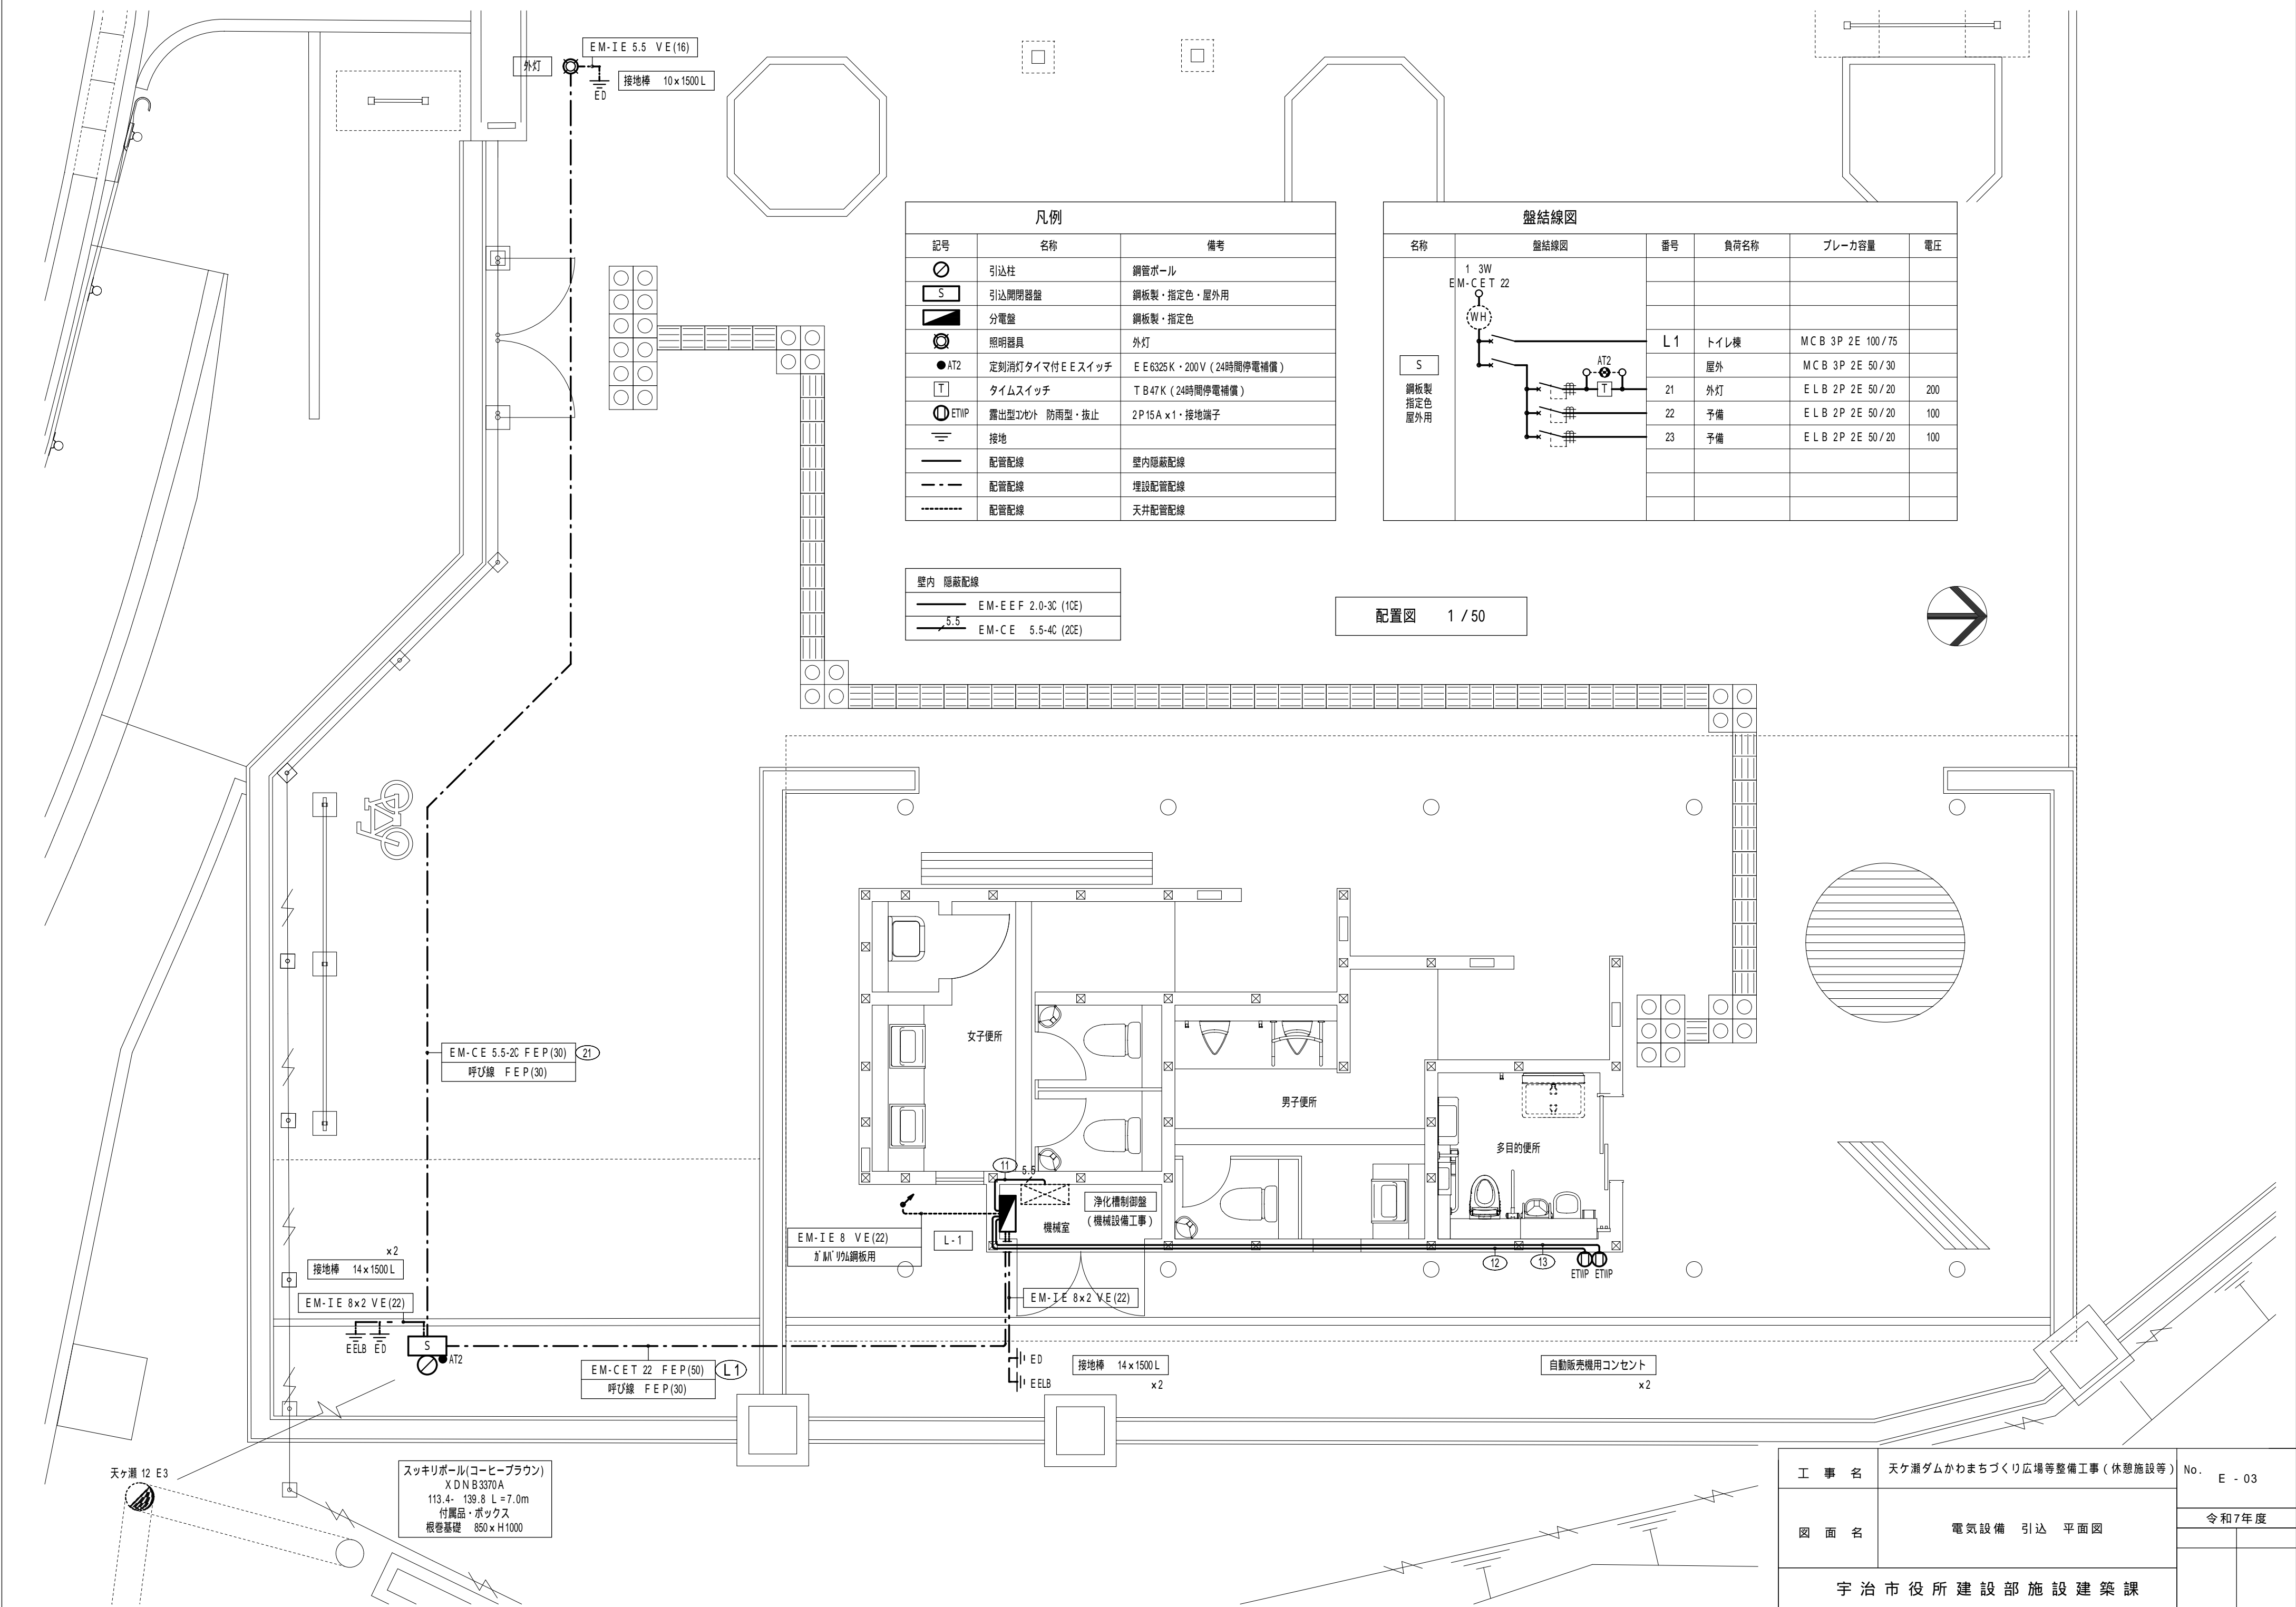 外灯
EM-IE 5.5 VE(16)
接地棒 10x1500L
ED
凡例
記号 名称 備考
引込柱 鋼管ポール
S 引込開閉器盤 鋼板製・指定色・屋外用
分電盤 鋼板製・指定色
照明器具 外灯
AT2 定刻消灯タイマ付EEスイッチ EE6325K・200V(24時間停電補償)
T タイムスイッチ TB47K(24時間停電補償)
ETWP 露出型コンセント 防雨型・抜止 2P15Ax1・接地端子
接地
配管配線 壁内隠蔽配線
配管配線 埋設配管配線
配管配線 天井配管配線
盤結線図
名称 盤結線図 番号 負荷名称 ブレーカ容量 電圧
1 3W
EM-CET 22
WH
L1 トイレ棟 MCB 3P 2E 100/75
S
AT2
屋外 MCB 3P 2E 50/30
鋼板製
指定色
屋外用
T
21 外灯 ELB 2P 2E 50/20 200
22 予備 ELB 2P 2E 50/20 100
23 予備 ELB 2P 2E 50/20 100
壁内 隠蔽配線
EM-EEF 2.0-3C (1CE)
5.5
EM-CE 5.5-4C (2CE)
配置図 1/50
女子便所
EM-CE 5.5-2C FEP(30) 21
呼び線 FEP(30)
男子便所
多目的便所
11
5.5
浄化槽制御盤
(機械設備工事)
機械室
EM-IE 8 VE(22)
ガルバリウム鋼板用
L-1
x2
接地棒 14x1500L
12
13
ETWP ETWP
EM-IE 8x2 VE(22)
EM-IE 8x2 VE(22)
EELB ED
S
AT2
EM-CET 22 FEP(50) L1
呼び線 FEP(30)
ED
EELB
接地棒 14x1500L
x2
自動販売機用コンセント
x2
天ヶ瀬 12 E3
スッキリポール(コーヒーブラウン)
XDNB3370A
113.4- 139.8 L=7.0m
付属品・ボックス
根巻基礎 850xH1000
工事名 天ケ瀬ダムかわまちづくり広場等整備工事(休憩施設等)
No. E - 03
令和7年度
図面名 電気設備 引込 平面図
宇治市役所建設部施設建築課